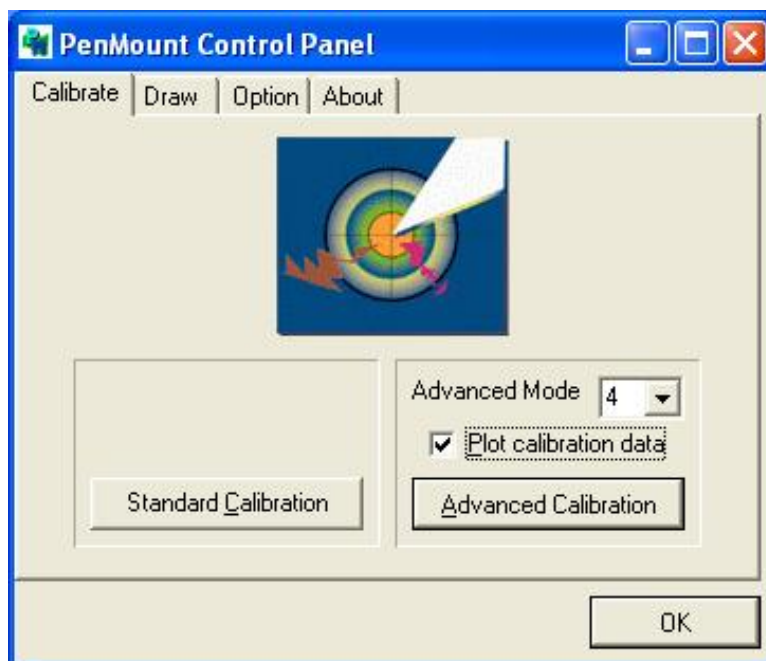 PenMount Control Panel
Calibrate Draw Option About
Advanced Mode 4
Plot calibration data
Standard Calibration Advanced Calibration
OK